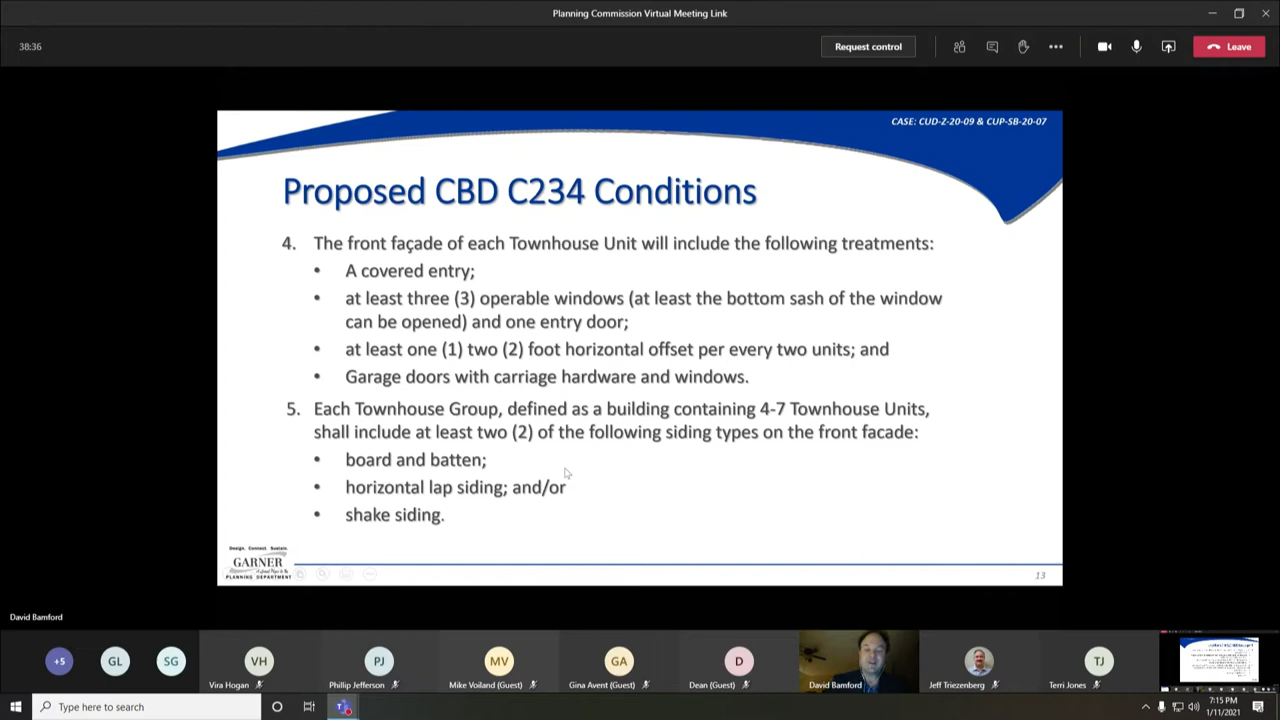 Planning Commission Virtual Meeting Link
38:36
Request control
Leave
CASE: CUD-Z-20-09 & CUP-SB-20-07
Proposed CBD C234 Conditions
4. The front façade of each Townhouse Unit will include the following treatments:
• A covered entry;
• at least three (3) operable windows (at least the bottom sash of the window
can be opened) and one entry door;
• at least one (1) two (2) foot horizontal offset per every two units; and
• Garage doors with carriage hardware and windows.
5. Each Townhouse Group, defined as a building containing 4-7 Townhouse Units,
shall include at least two (2) of the following siding types on the front facade:
• board and batten;
• horizontal lap siding; and/or
• shake siding.
Design. Connect. Sustain.
GARNER
PLANNING DEPARTMENT
13
David Bamford
+5 GL SG VH PJ MV GA D TJ
Vira Hogan Phillip Jefferson Mike Voiland (Guest) Gina Avent (Guest) Dean (Guest) David Bamford Jeff Triezenberg Terri Jones
Type here to search
7:15 PM
1/11/2021